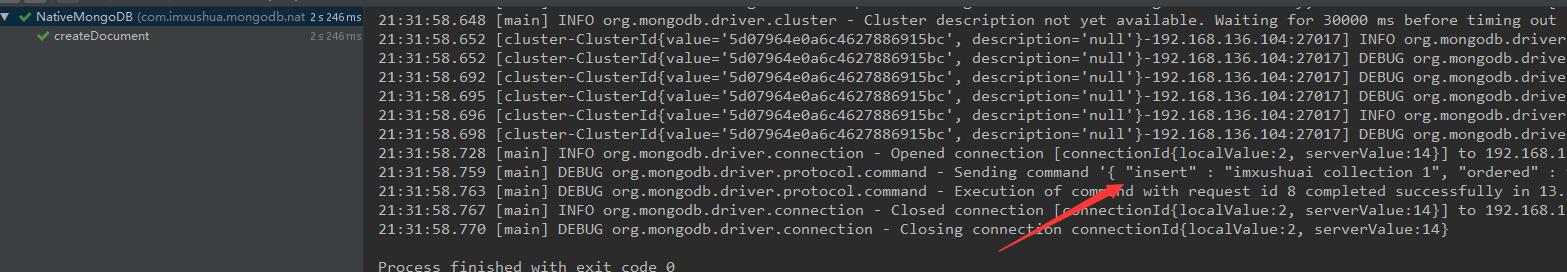 NativeMongoDB (com.imxushua.mongodb.nat 2 s 246 ms
createDocument 2 s 246 ms
21:31:58.648 [main] INFO org.mongodb.driver.cluster - Cluster description not yet available. Waiting for 30000 ms before timing out
21:31:58.652 [cluster-ClusterId{value='5d07964e0a6c4627886915bc', description='null'}-192.168.136.104:27017] INFO org.mongodb.driver
21:31:58.652 [cluster-ClusterId{value='5d07964e0a6c4627886915bc', description='null'}-192.168.136.104:27017] DEBUG org.mongodb.drive
21:31:58.692 [cluster-ClusterId{value='5d07964e0a6c4627886915bc', description='null'}-192.168.136.104:27017] DEBUG org.mongodb.drive
21:31:58.695 [cluster-ClusterId{value='5d07964e0a6c4627886915bc', description='null'}-192.168.136.104:27017] DEBUG org.mongodb.drive
21:31:58.696 [cluster-ClusterId{value='5d07964e0a6c4627886915bc', description='null'}-192.168.136.104:27017] INFO org.mongodb.driver
21:31:58.698 [cluster-ClusterId{value='5d07964e0a6c4627886915bc', description='null'}-192.168.136.104:27017] DEBUG org.mongodb.drive
21:31:58.728 [main] INFO org.mongodb.driver.connection - Opened connection [connectionId{localValue:2, serverValue:14}] to 192.168.1
21:31:58.759 [main] DEBUG org.mongodb.driver.protocol.command - Sending command '{ "insert" : "imxushuai collection 1", "ordered" :
21:31:58.763 [main] DEBUG org.mongodb.driver.protocol.command - Execution of command with request id 8 completed successfully in 13.
21:31:58.767 [main] INFO org.mongodb.driver.connection - Closed connection [connectionId{localValue:2, serverValue:14}] to 192.168.1
21:31:58.770 [main] DEBUG org.mongodb.driver.connection - Closing connection connectionId{localValue:2, serverValue:14}
Process finished with exit code 0